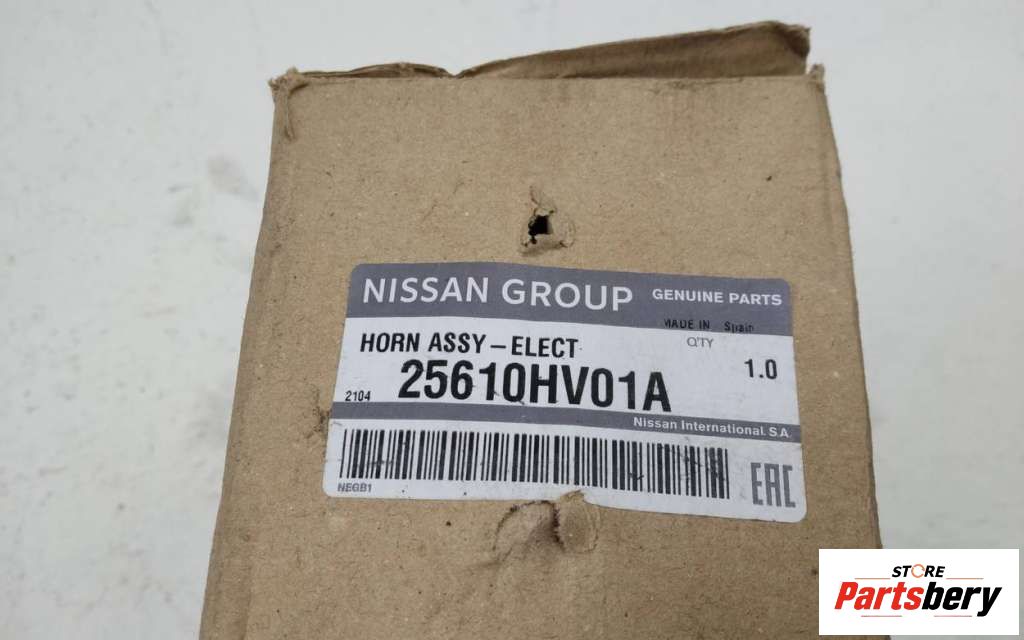 NISSAN GROUP GENUINE PARTS
MADE IN Spain
HORN ASSY-ELECT Q'TY
2104 25610HV01A 1.0
Nissan International. S.A.
NEGB1 EAC
STORE
Partsbery